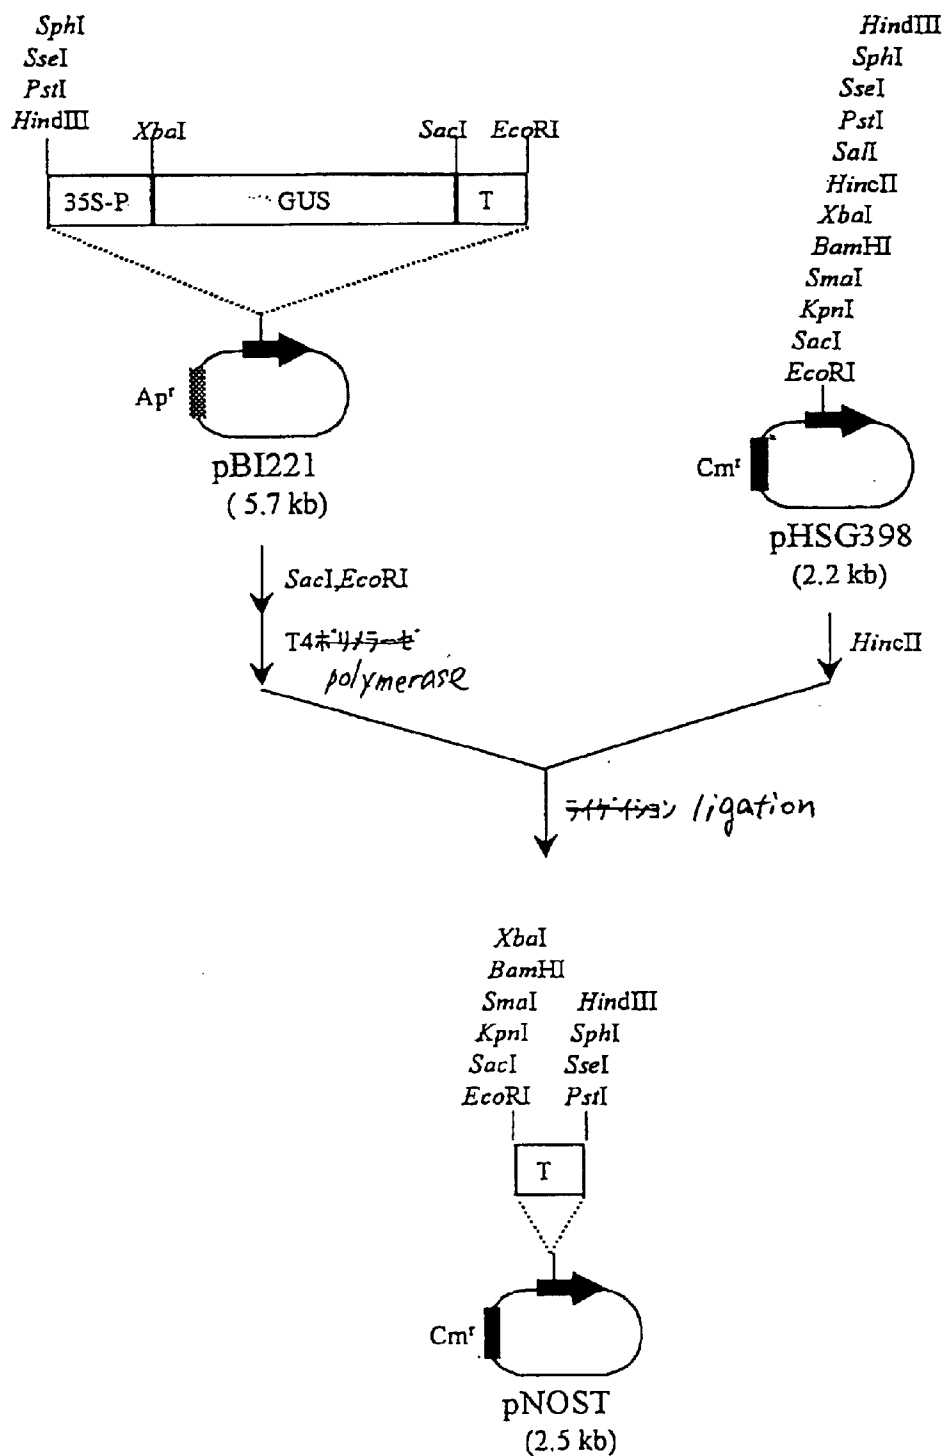 SphI
SseI
PstI
HindIII
XbaI
SacI
EcoRI
35S-P
GUS
T
Apʳ
pBI221
( 5.7 kb)
SacI,EcoRI
T4ポリメラーゼ
polymerase
HindIII
SphI
SseI
PstI
SalI
HincII
XbaI
BamHI
SmaI
KpnI
SacI
EcoRI
Cmʳ
pHSG398
(2.2 kb)
HincII
ライゲイション ligation
XbaI
BamHI
SmaI
KpnI
SacI
EcoRI
HindIII
SphI
SseI
PstI
T
Cmʳ
pNOST
(2.5 kb)